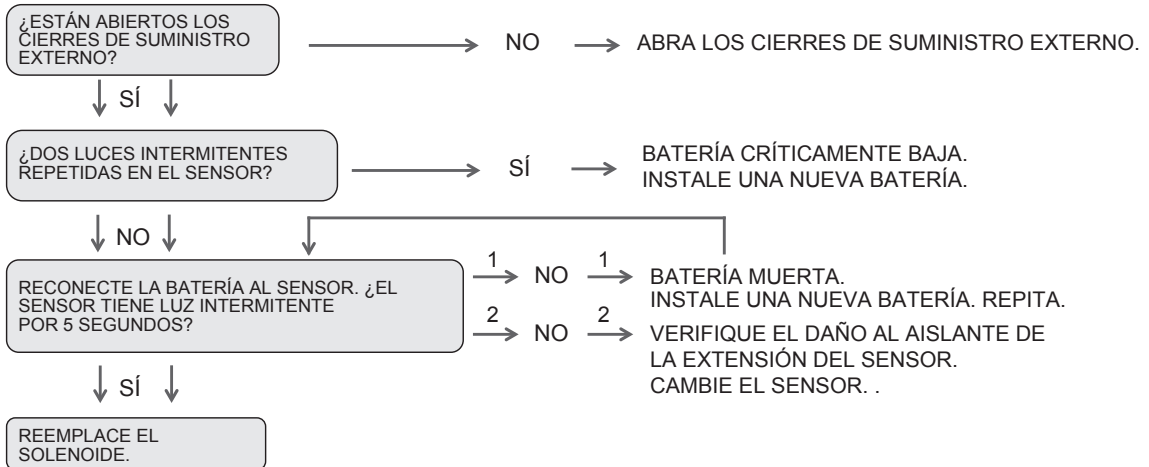 ¿ESTÁN ABIERTOS LOS
CIERRES DE SUMINISTRO
EXTERNO?
NO
ABRA LOS CIERRES DE SUMINISTRO EXTERNO.
SÍ
¿DOS LUCES INTERMITENTES
REPETIDAS EN EL SENSOR?
SÍ
BATERÍA CRÍTICAMENTE BAJA.
INSTALE UNA NUEVA BATERÍA.
NO
RECONECTE LA BATERÍA AL SENSOR. ¿EL
SENSOR TIENE LUZ INTERMITENTE
POR 5 SEGUNDOS?
1
NO
1
BATERÍA MUERTA.
INSTALE UNA NUEVA BATERÍA. REPITA.
2
NO
2
VERIFIQUE EL DAÑO AL AISLANTE DE
LA EXTENSIÓN DEL SENSOR.
CAMBIE EL SENSOR. .
SÍ
REEMPLACE EL
SOLENOIDE.